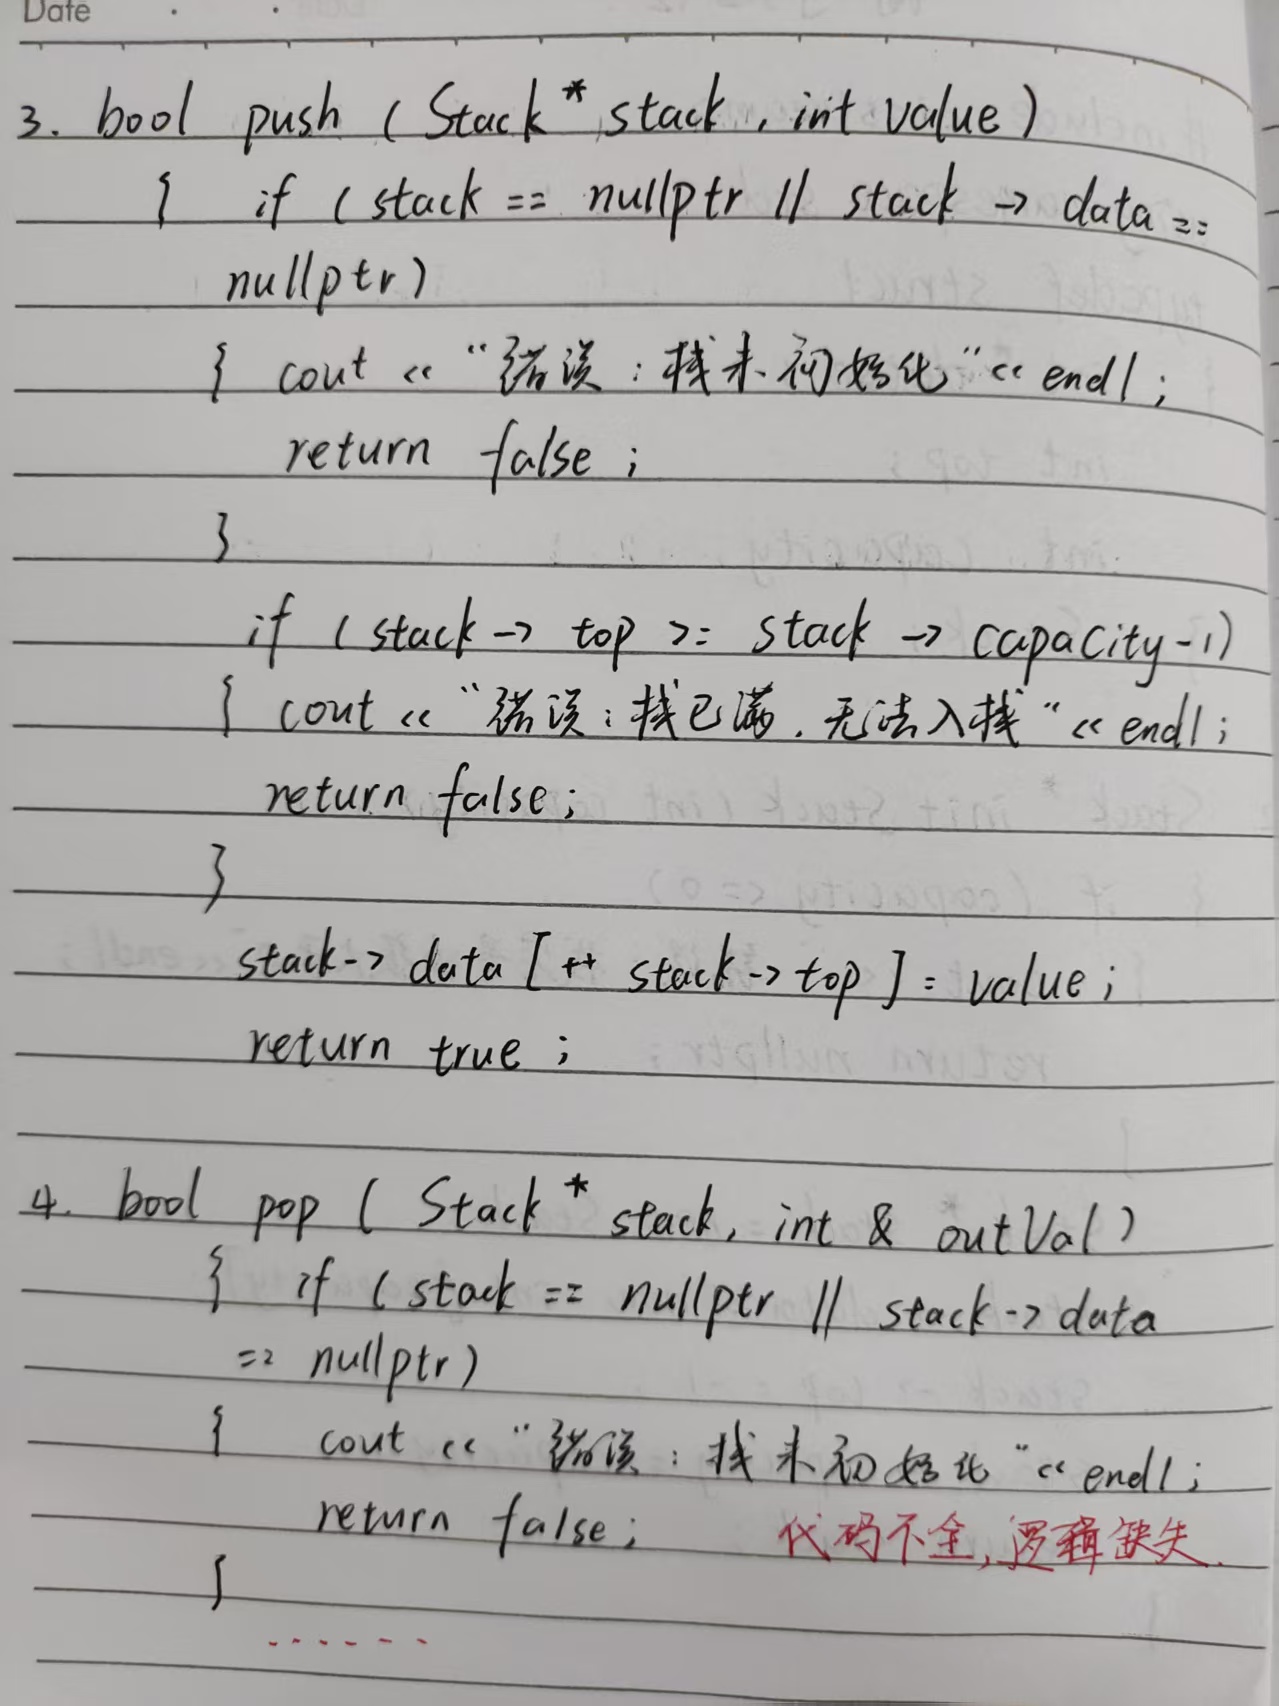 Date
3. bool push (Stack* stack, int value)
{ if (stack == nullptr || stack -> data ==
nullptr)
{ cout << "错误:栈未初始化" << endl;
return false;
}
if (stack -> top >= stack -> capacity-1)
{ cout << "错误:栈已满,无法入栈" << endl;
return false;
}
stack-> data [++ stack->top] = value;
return true;
4. bool pop ( Stack* stack, int & outVal)
{ if (stack == nullptr || stack->data
== nullptr)
{ cout << "错误:栈未初始化" << endl;
return false; 代码不全,逻辑缺失.
}
......